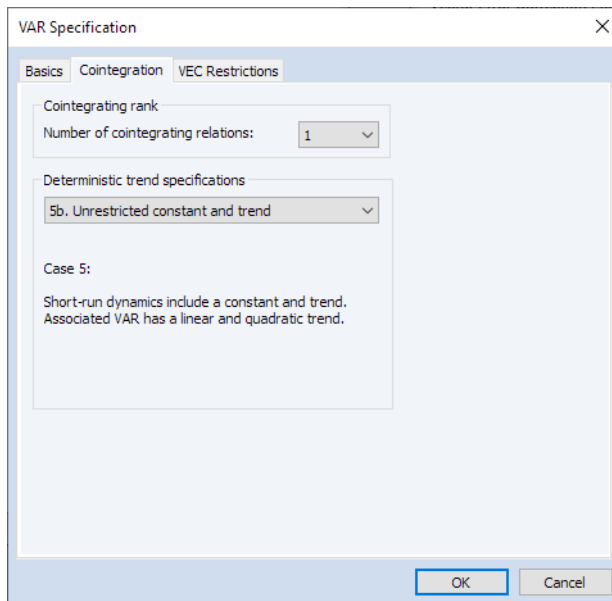 VAR Specification
Basics
Cointegration
VEC Restrictions
Cointegrating rank
Number of cointegrating relations:
1
Deterministic trend specifications
5b. Unrestricted constant and trend
Case 5:
Short-run dynamics include a constant and trend.
Associated VAR has a linear and quadratic trend.
OK
Cancel